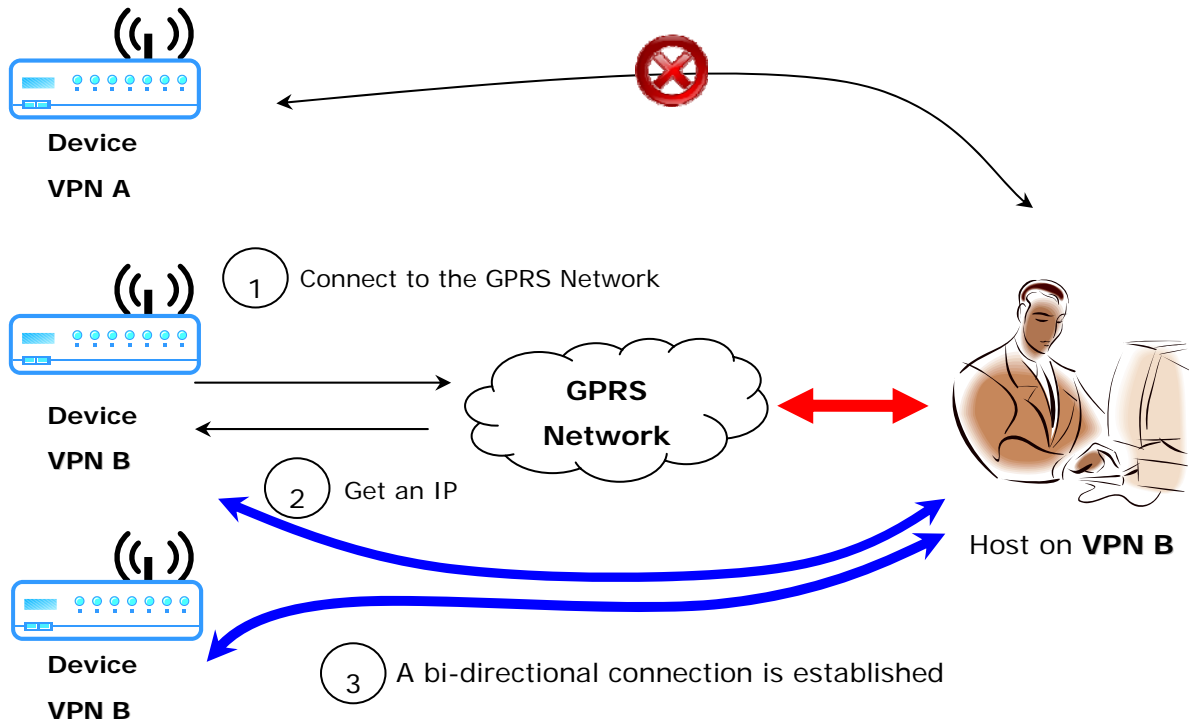 Device
VPN A
1 Connect to the GPRS Network
Device
VPN B
GPRS
Network
2 Get an IP
Host on VPN B
Device
VPN B
3 A bi-directional connection is established